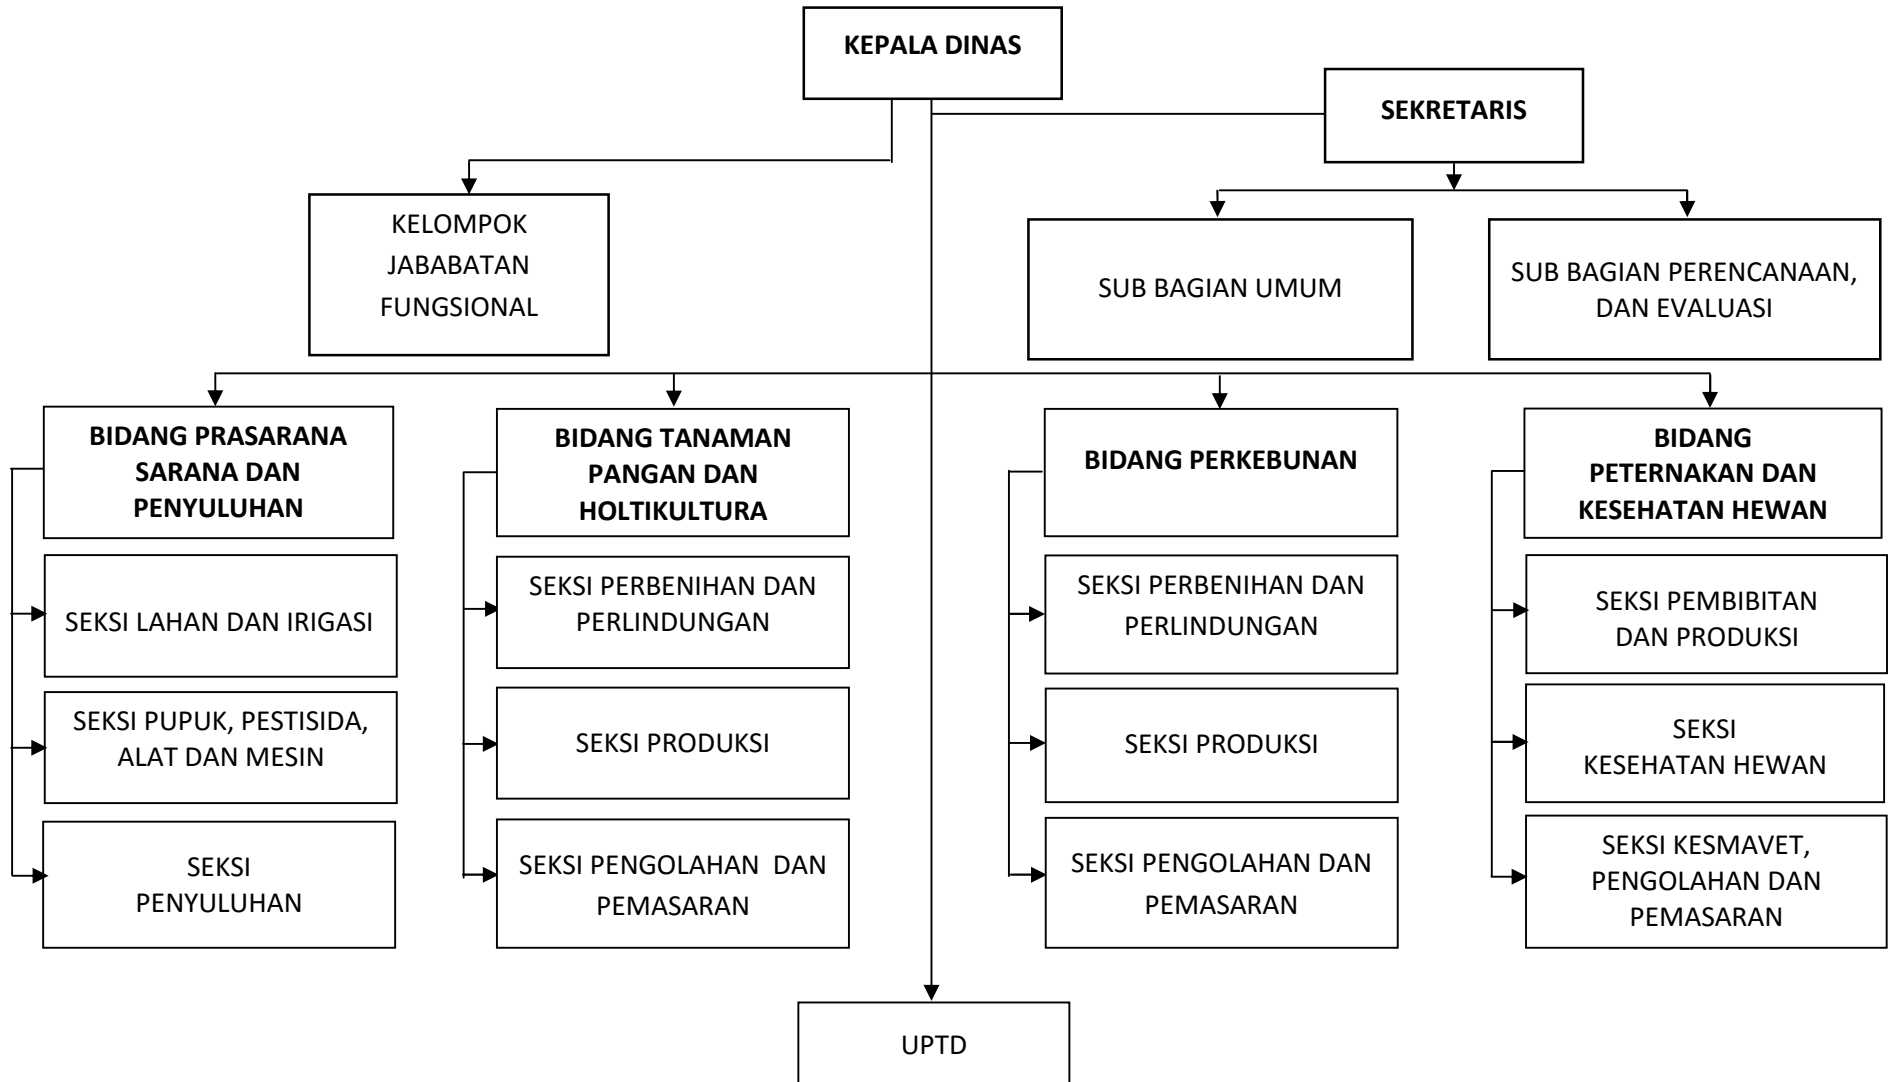 KEPALA DINAS
SEKRETARIS
KELOMPOK
JABABATAN
FUNGSIONAL
SUB BAGIAN UMUM
SUB BAGIAN PERENCANAAN,
DAN EVALUASI
BIDANG PRASARANA
SARANA DAN
PENYULUHAN
BIDANG TANAMAN
PANGAN DAN
HOLTIKULTURA
BIDANG PERKEBUNAN
BIDANG
PETERNAKAN DAN
KESEHATAN HEWAN
SEKSI LAHAN DAN IRIGASI
SEKSI PERBENIHAN DAN
PERLINDUNGAN
SEKSI PERBENIHAN DAN
PERLINDUNGAN
SEKSI PEMBIBITAN
DAN PRODUKSI
SEKSI PUPUK, PESTISIDA,
ALAT DAN MESIN
SEKSI PRODUKSI
SEKSI PRODUKSI
SEKSI
KESEHATAN HEWAN
SEKSI
PENYULUHAN
SEKSI PENGOLAHAN DAN
PEMASARAN
SEKSI PENGOLAHAN DAN
PEMASARAN
SEKSI KESMAVET,
PENGOLAHAN DAN
PEMASARAN
UPTD